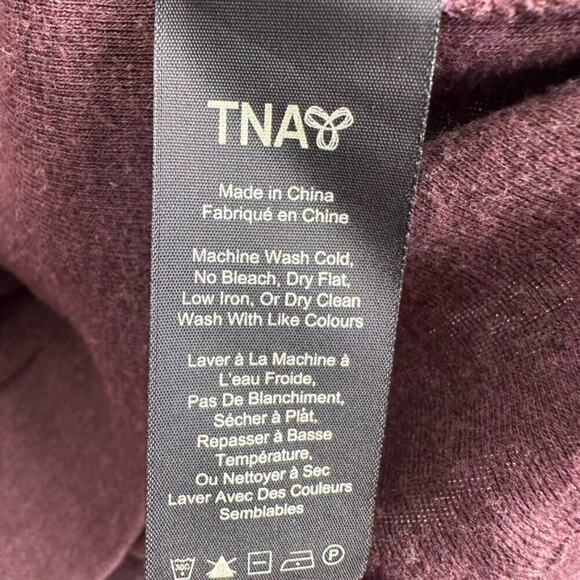 TNA
Made in China
Fabriqué en Chine
Machine Wash Cold,
No Bleach, Dry Flat,
Low Iron, Or Dry Clean
Wash With Like Colours
Laver à La Machine à
L'eau Froide,
Pas De Blanchiment,
Sécher à Plât,
Repasser à Basse
Température,
Ou Nettoyer à Sec
Laver Avec Des Couleurs
Semblables
P